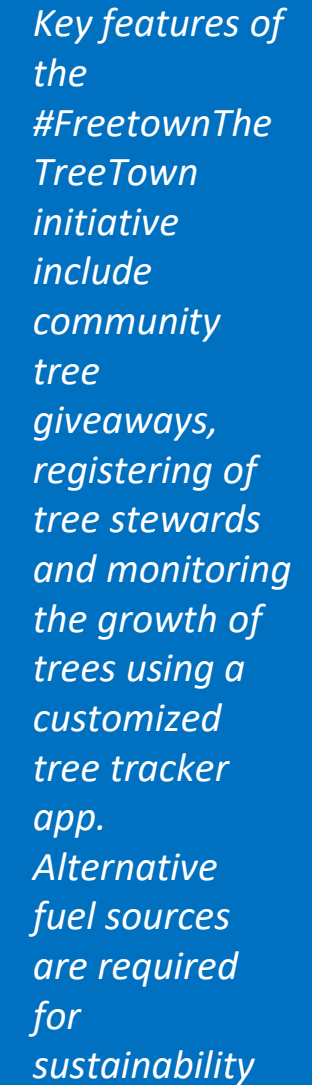 Key features of
the
#FreetownThe
TreeTown
initiative
include
community
tree
giveaways,
registering of
tree stewards
and monitoring
the growth of
trees using a
customized
tree tracker
app.
Alternative
fuel sources
are required
for
sustainability